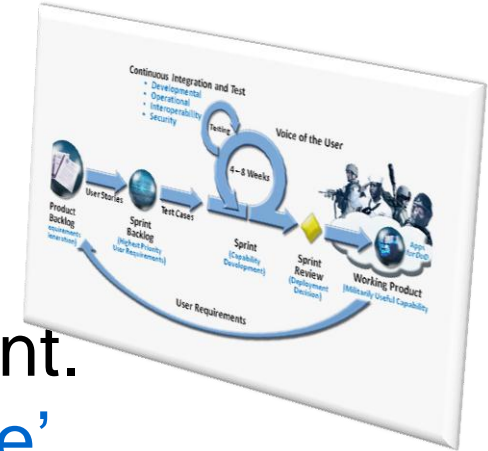 Continuous Integration and Test
• Developmental
• Operational
• Interoperability
• Security
Testing
Voice of the User
4 – 8 Weeks
User Stories
Test Cases
Product
Backlog
equirements
eneration)
Sprint
Backlog
(Highest Priority
User Requirements)
Sprint
(Capability
Development)
Sprint
Review
(Deployment
Decision)
Apps
for DoD
Working Product
(Militarily Useful Capability
User Requirements
nt.
e’